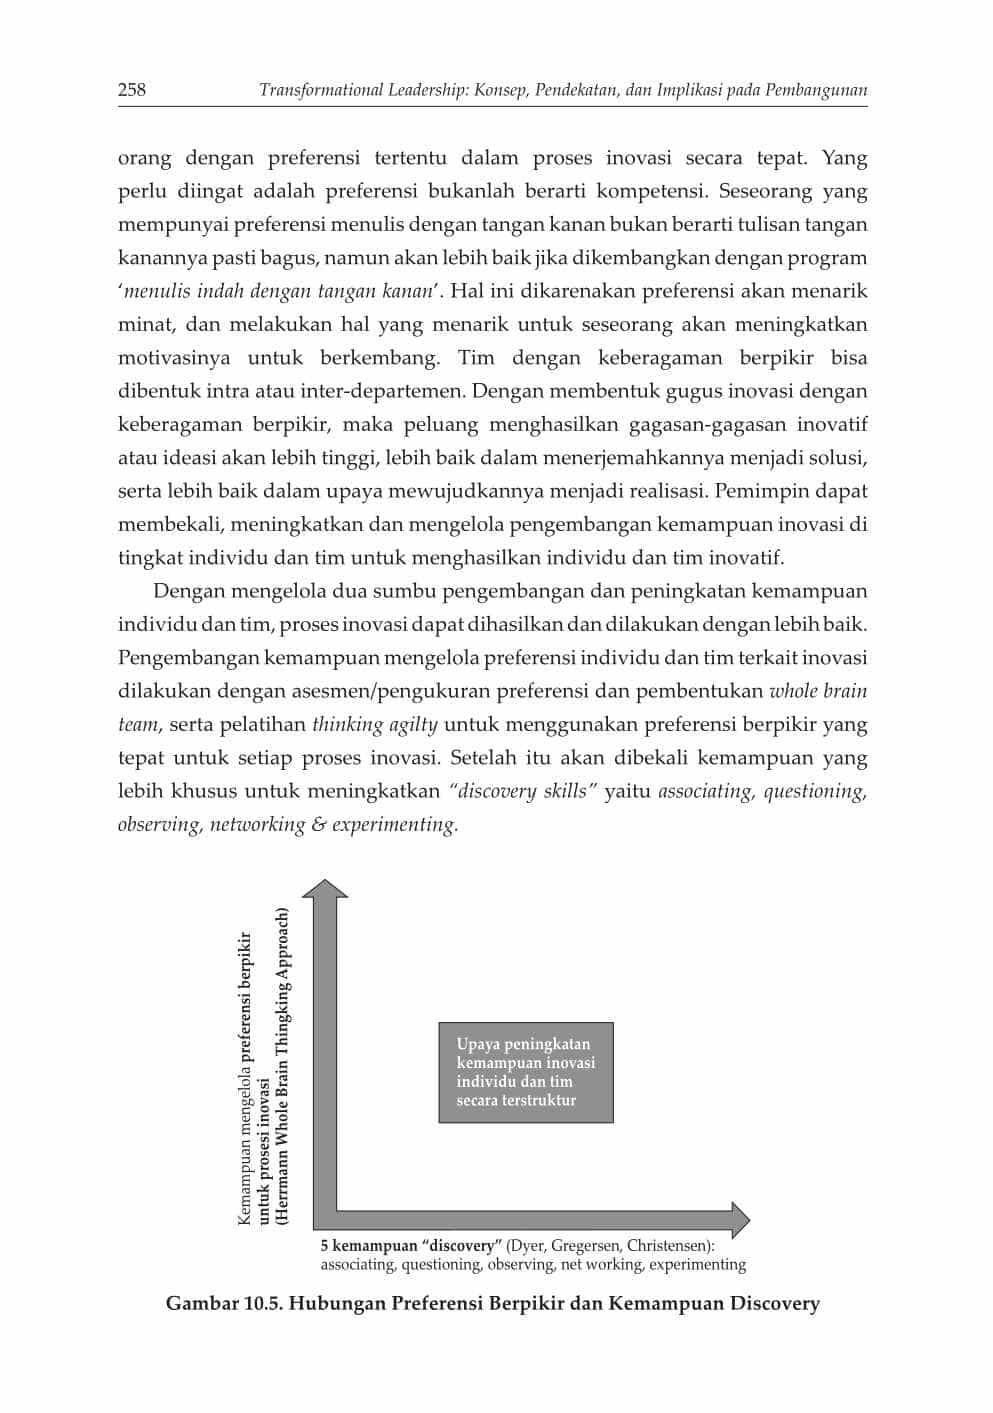 258
Transformational Leadership: Konsep, Pendekatan, dan Implikasi pada Pembangunan
orang dengan preferensi tertentu dalam proses inovasi secara tepat. Yang
perlu diingat adalah preferensi bukanlah berarti kompetensi. Seseorang yang
mempunyai preferensi menulis dengan tangan kanan bukan berarti tulisan tangan
kanannya pasti bagus, namun akan lebih baik jika dikembangkan dengan program
‘menulis indah dengan tangan kanan’. Hal ini dikarenakan preferensi akan menarik
minat, dan melakukan hal yang menarik untuk seseorang akan meningkatkan
motivasinya untuk berkembang. Tim dengan keberagaman berpikir bisa
dibentuk intra atau inter-departemen. Dengan membentuk gugus inovasi dengan
keberagaman berpikir, maka peluang menghasilkan gagasan-gagasan inovatif
atau ideasi akan lebih tinggi, lebih baik dalam menerjemahkannya menjadi solusi,
serta lebih baik dalam upaya mewujudkannya menjadi realisasi. Pemimpin dapat
membekali, meningkatkan dan mengelola pengembangan kemampuan inovasi di
tingkat individu dan tim untuk menghasilkan individu dan tim inovatif.
Dengan mengelola dua sumbu pengembangan dan peningkatan kemampuan
individu dan tim, proses inovasi dapat dihasilkan dan dilakukan dengan lebih baik.
Pengembangan kemampuan mengelola preferensi individu dan tim terkait inovasi
dilakukan dengan asesmen/pengukuran preferensi dan pembentukan whole brain
team, serta pelatihan thinking agilty untuk menggunakan preferensi berpikir yang
tepat untuk setiap proses inovasi. Setelah itu akan dibekali kemampuan yang
lebih khusus untuk meningkatkan “discovery skills” yaitu associating, questioning,
observing, networking & experimenting.
Kemampuan mengelola preferensi berpikir
untuk prosesi inovasi
(Herrmann Whole Brain Thingking Approach)
Upaya peningkatan
kemampuan inovasi
individu dan tim
secara terstruktur
5 kemampuan “discovery” (Dyer, Gregersen, Christensen):
associating, questioning, observing, net working, experimenting
Gambar 10.5. Hubungan Preferensi Berpikir dan Kemampuan Discovery